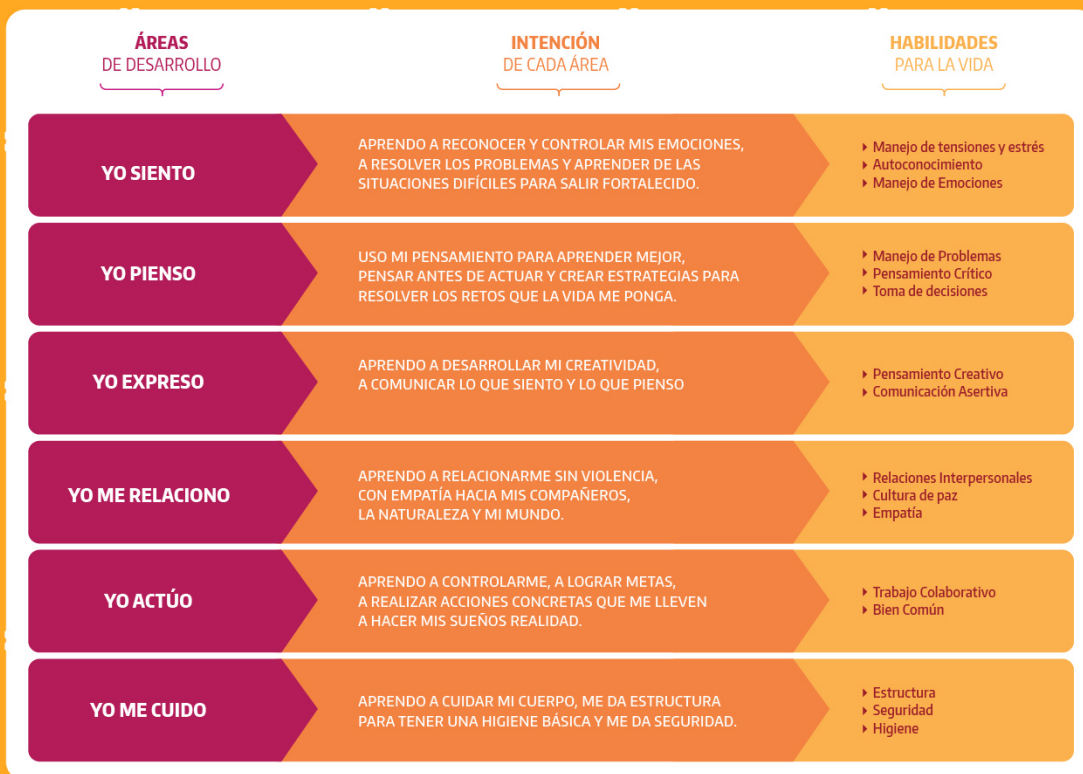 ÁREAS
DE DESARROLLO
INTENCIÓN
DE CADA ÁREA
HABILIDADES
PARA LA VIDA
YO SIENTO
APRENDO A RECONOCER Y CONTROLAR MIS EMOCIONES,
A RESOLVER LOS PROBLEMAS Y APRENDER DE LAS
SITUACIONES DIFÍCILES PARA SALIR FORTALECIDO.
Manejo de tensiones y estrés
Autoconocimiento
Manejo de Emociones
YO PIENSO
USO MI PENSAMIENTO PARA APRENDER MEJOR,
PENSAR ANTES DE ACTUAR Y CREAR ESTRATEGIAS PARA
RESOLVER LOS RETOS QUE LA VIDA ME PONGA.
Manejo de Problemas
Pensamiento Crítico
Toma de decisiones
YO EXPRESO
APRENDO A DESARROLLAR MI CREATIVIDAD,
A COMUNICAR LO QUE SIENTO Y LO QUE PIENSO
Pensamiento Creativo
Comunicación Asertiva
YO ME RELACIONO
APRENDO A RELACIONARME SIN VIOLENCIA,
CON EMPATÍA HACIA MIS COMPAÑEROS,
LA NATURALEZA Y MI MUNDO.
Relaciones Interpersonales
Cultura de paz
Empatía
YO ACTÚO
APRENDO A CONTROLARME, A LOGRAR METAS,
A REALIZAR ACCIONES CONCRETAS QUE ME LLEVEN
A HACER MIS SUEÑOS REALIDAD.
Trabajo Colaborativo
Bien Común
YO ME CUIDO
APRENDO A CUIDAR MI CUERPO, ME DA ESTRUCTURA
PARA TENER UNA HIGIENE BÁSICA Y ME DA SEGURIDAD.
Estructura
Seguridad
Higiene